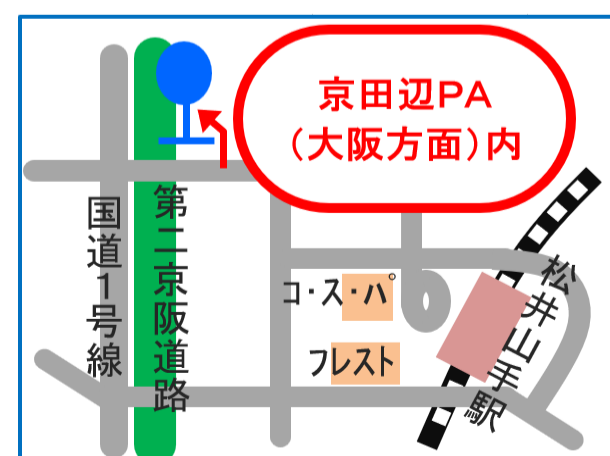 京田辺PA
(大阪方面)内
国道1号線
第二京阪道路
コ・ス・パ
フレスト
松井山手駅